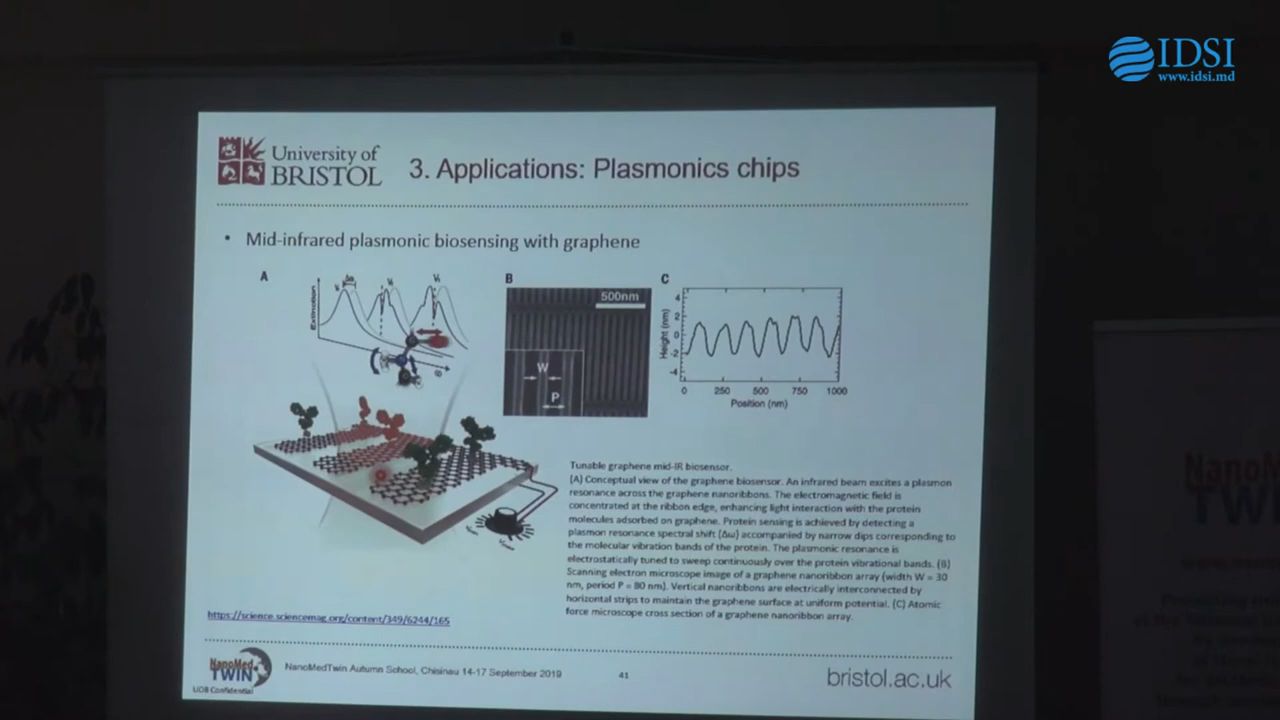 IDSI
www.idsi.md
University of
BRISTOL
3. Applications: Plasmonics chips
• Mid-infrared plasmonic biosensing with graphene
A
B
C
Extinction
500nm
W
P
Height (nm)
4
2
0
-2
-4
0 250 500 750 1000
Position (nm)
Tunable graphene mid-IR biosensor.
(A) Conceptual view of the graphene biosensor. An infrared beam excites a plasmon
resonance across the graphene nanoribbons. The electromagnetic field is
concentrated at the ribbon edge, enhancing light interaction with the protein
molecules adsorbed on graphene. Protein sensing is achieved by detecting a
plasmon resonance spectral shift (Δω) accompanied by narrow dips corresponding to
the molecular vibration bands of the protein. The plasmonic resonance is
electrostatically tuned to sweep continuously over the protein vibrational bands. (B)
Scanning electron microscope image of a graphene nanoribbon array (width W = 30
nm, period P = 80 nm). Vertical nanoribbons are electrically interconnected by
horizontal strips to maintain the graphene surface at uniform potential. (C) Atomic
force microscope cross section of a graphene nanoribbon array.
https://science.sciencemag.org/content/349/6244/165
NanoMed
TWIN
UOB Confidential
NanoMedTwin Autumn School, Chisinau 14-17 September 2019
41
bristol.ac.uk
NanoM
TWI